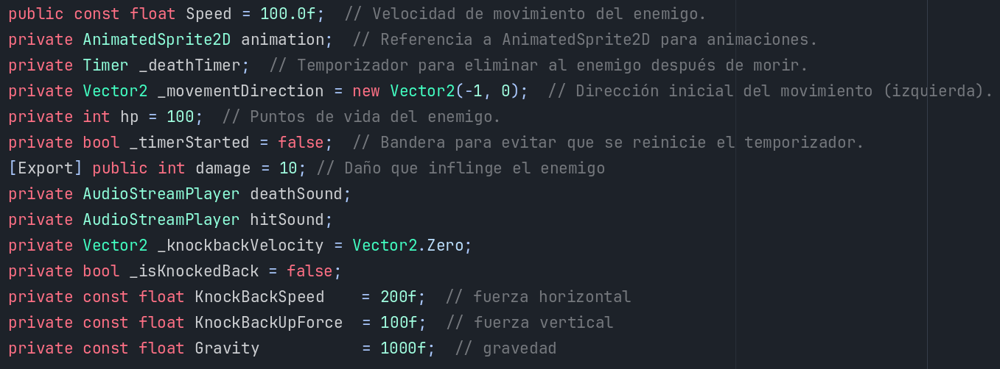 public const float Speed = 100.0f;  // Velocidad de movimiento del enemigo.
private AnimatedSprite2D animation;  // Referencia a AnimatedSprite2D para animaciones.
private Timer _deathTimer;  // Temporizador para eliminar al enemigo después de morir.
private Vector2 _movementDirection = new Vector2(-1, 0);  // Dirección inicial del movimiento (izquierda).
private int hp = 100;  // Puntos de vida del enemigo.
private bool _timerStarted = false;  // Bandera para evitar que se reinicie el temporizador.
[Export] public int damage = 10; // Daño que inflinge el enemigo
private AudioStreamPlayer deathSound;
private AudioStreamPlayer hitSound;
private Vector2 _knockbackVelocity = Vector2.Zero;
private bool _isKnockedBack = false;
private const float KnockBackSpeed    = 200f;  // fuerza horizontal
private const float KnockBackUpForce  = 100f;  // fuerza vertical
private const float Gravity           = 1000f;  // gravedad